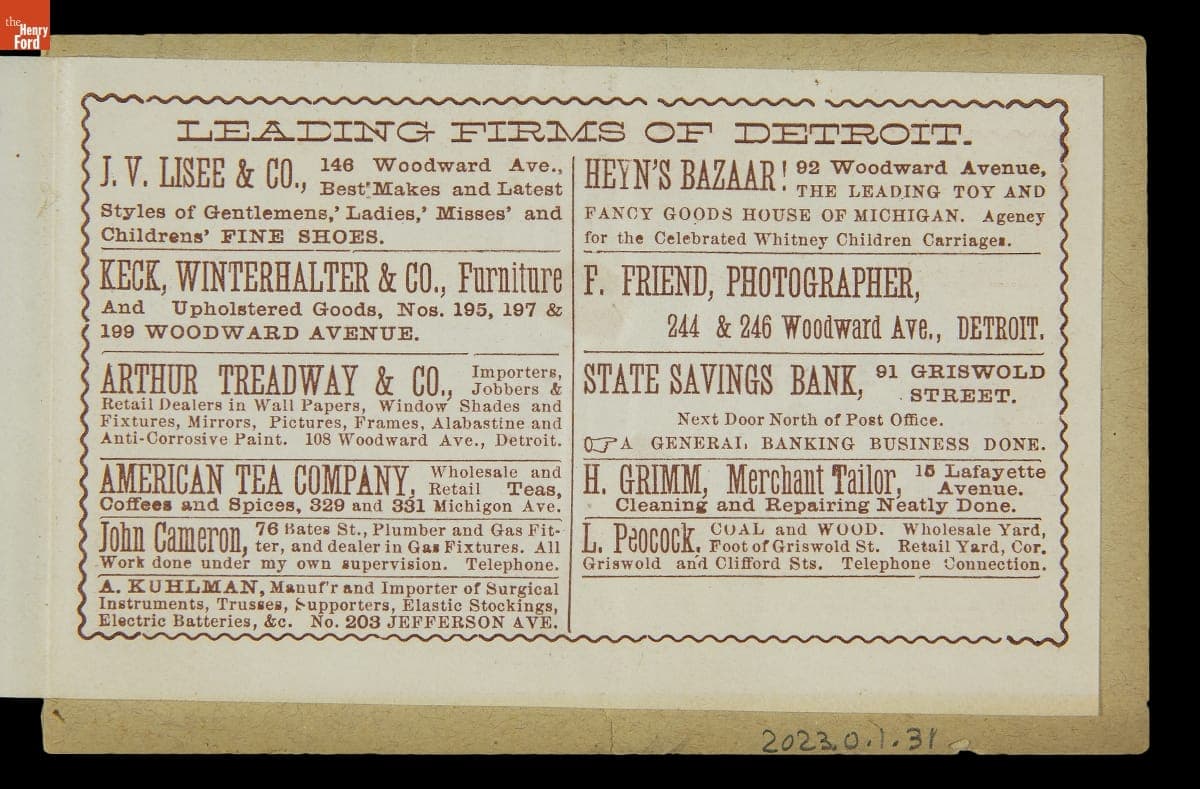 the
Henry
Ford
LEADING FIRMS OF DETROIT.
J. V. LISEE & CO., 146 Woodward Ave.,
Best Makes and Latest
Styles of Gentlemens,' Ladies,' Misses' and
Childrens' FINE SHOES.
KECK, WINTERHALTER & CO., Furniture
And Upholstered Goods, Nos. 195, 197 &
199 WOODWARD AVENUE.
ARTHUR TREADWAY & CO., Importers,
Jobbers &
Retail Dealers in Wall Papers, Window Shades and
Fixtures, Mirrors, Pictures, Frames, Alabastine and
Anti-Corrosive Paint. 108 Woodward Ave., Detroit.
AMERICAN TEA COMPANY, Wholesale and
Retail Teas,
Coffees and Spices, 329 and 331 Michigon Ave.
John Cameron, 76 Bates St., Plumber and Gas Fit-
ter, and dealer in Gas Fixtures. All
Work done under my own supervision. Telephone.
A. KUHLMAN, Manuf'r and Importer of Surgical
Instruments, Trusses, Supporters, Elastic Stockings,
Electric Batteries, &c. No. 203 JEFFERSON AVE.
HEYN'S BAZAAR! 92 Woodward Avenue,
THE LEADING TOY AND
FANCY GOODS HOUSE OF MICHIGAN. Agency
for the Celebrated Whitney Children Carriages.
F. FRIEND, PHOTOGRAPHER,
244 & 246 Woodward Ave., DETROIT.
STATE SAVINGS BANK, 91 GRISWOLD
STREET.
Next Door North of Post Office.
☞ A GENERAL BANKING BUSINESS DONE.
H. GRIMM, Merchant Tailor, 15 Lafayette
Avenue.
Cleaning and Repairing Neatly Done.
L. Peocock, COAL and WOOD. Wholesale Yard,
Foot of Griswold St. Retail Yard, Cor.
Griswold and Clifford Sts. Telephone Connection.
2023.0.1.31